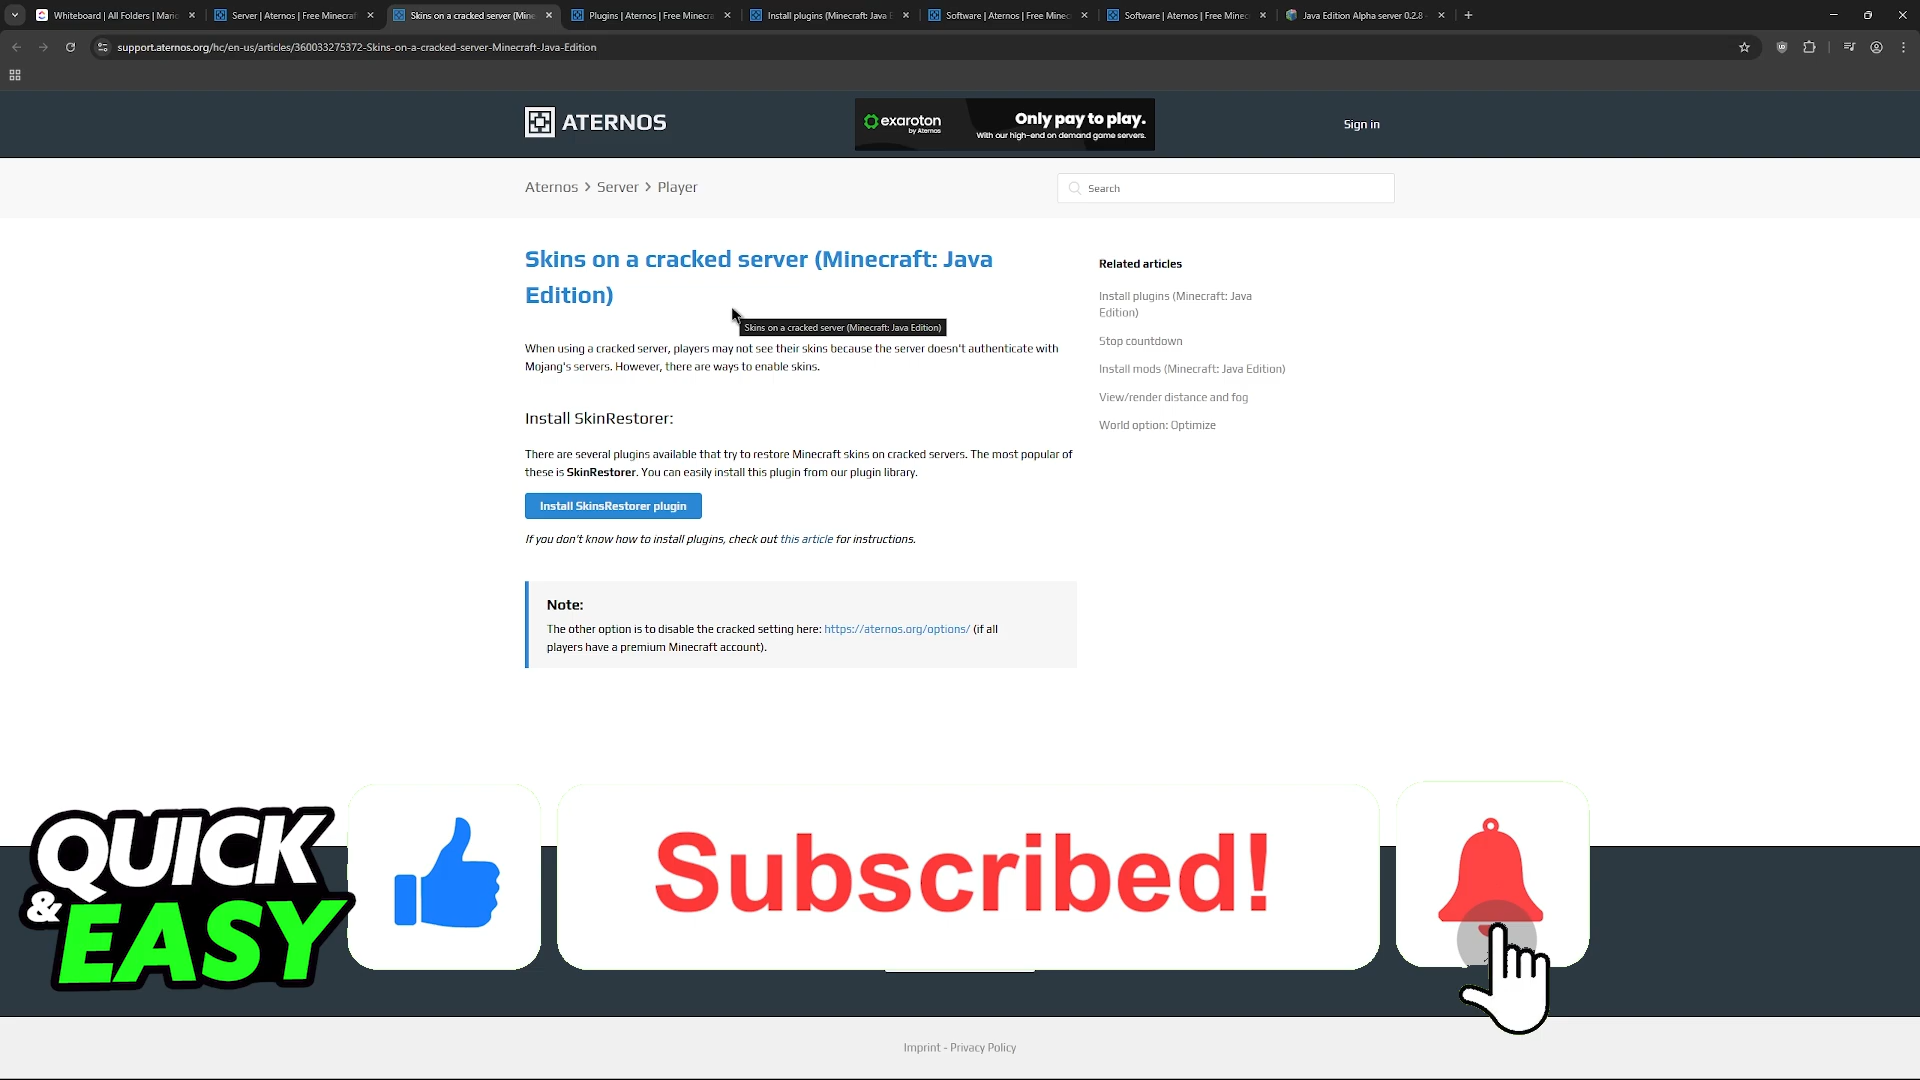 Whiteboard | All Folders | Maric
Server | Aternos | Free Minecraf
Skins on a cracked server (Mine
Plugins | Aternos | Free Minecra
Install plugins (Minecraft: Java E
Software | Aternos | Free Minec
Software | Aternos | Free Minec
Java Edition Alpha server 0.2.8
support.aternos.org/hc/en-us/articles/360033275372-Skins-on-a-cracked-server-Minecraft-Java-Edition
ATERNOS
exaroton
by Aternos
Only pay to play.
With our high-end on demand game servers.
Sign in
Aternos > Server > Player
Search
Skins on a cracked server (Minecraft: Java
Edition)
Skins on a cracked server (Minecraft: Java Edition)
When using a cracked server, players may not see their skins because the server doesn't authenticate with
Mojang's servers. However, there are ways to enable skins.
Install SkinRestorer:
There are several plugins available that try to restore Minecraft skins on cracked servers. The most popular of
these is SkinRestorer. You can easily install this plugin from our plugin library.
Install SkinsRestorer plugin
If you don't know how to install plugins, check out this article for instructions.
Note:
The other option is to disable the cracked setting here: https://aternos.org/options/ (if all
players have a premium Minecraft account).
Related articles
Install plugins (Minecraft: Java
Edition)
Stop countdown
Install mods (Minecraft: Java Edition)
View/render distance and fog
World option: Optimize
QUICK
&EASY
Subscribed!
Imprint - Privacy Policy